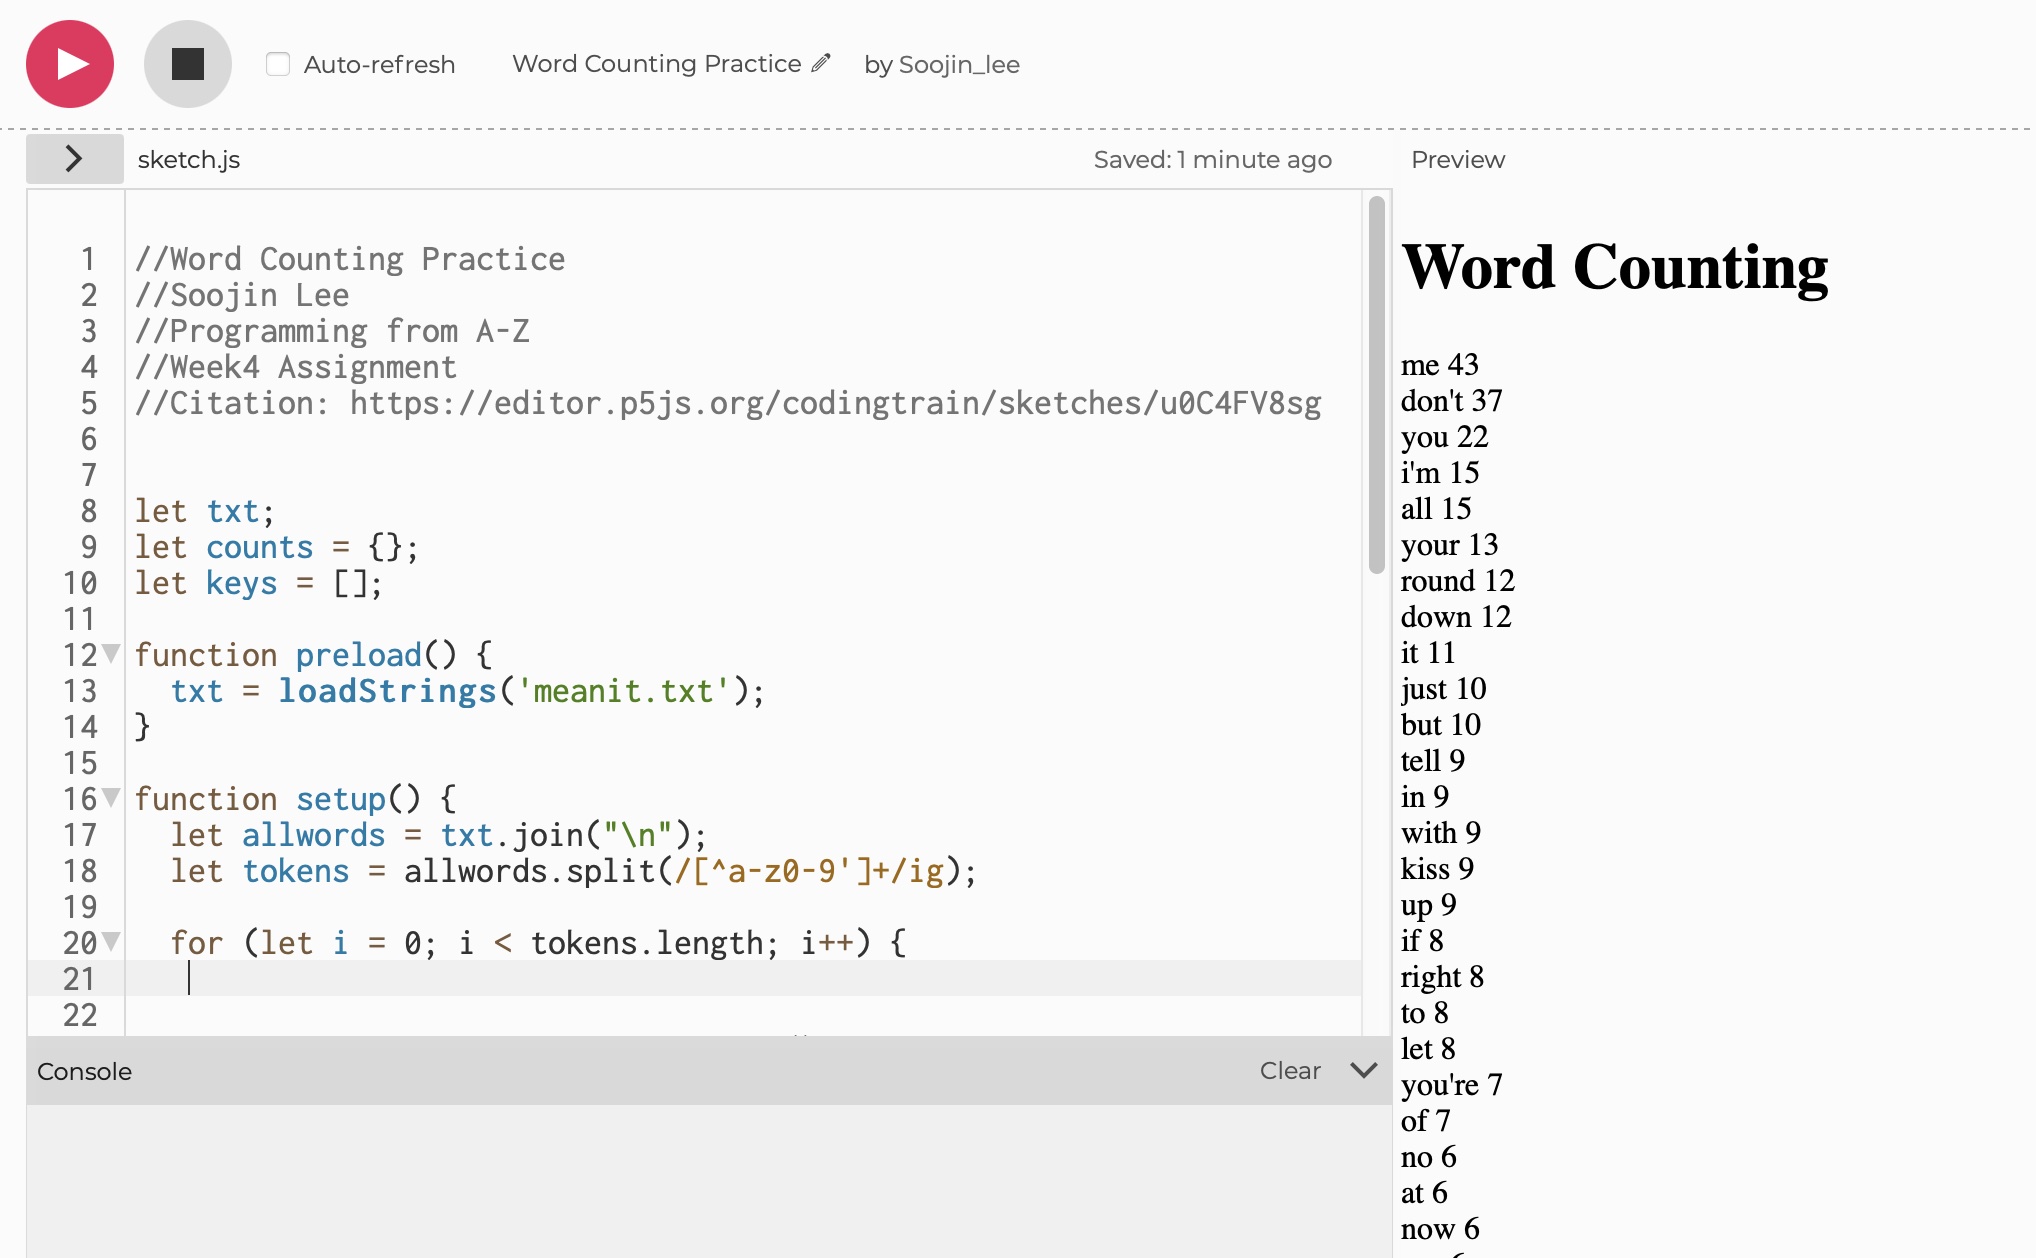 Auto-refresh Word Counting Practice by Soojin_lee
sketch.js Saved: 1 minute ago Preview
1 //Word Counting Practice
2 //Soojin Lee
3 //Programming from A-Z
4 //Week4 Assignment
5 //Citation: https://editor.p5js.org/codingtrain/sketches/u0C4FV8sg
6
7
8 let txt;
9 let counts = {};
10 let keys = [];
11
12 function preload() {
13 txt = loadStrings('meanit.txt');
14 }
15
16 function setup() {
17 let allwords = txt.join("\n");
18 let tokens = allwords.split(/[^a-z0-9']+/ig);
19
20 for (let i = 0; i < tokens.length; i++) {
21
22
Console Clear
Word Counting
me 43
don't 37
you 22
i'm 15
all 15
your 13
round 12
down 12
it 11
just 10
but 10
tell 9
in 9
with 9
kiss 9
up 9
if 8
right 8
to 8
let 8
you're 7
of 7
no 6
at 6
now 6